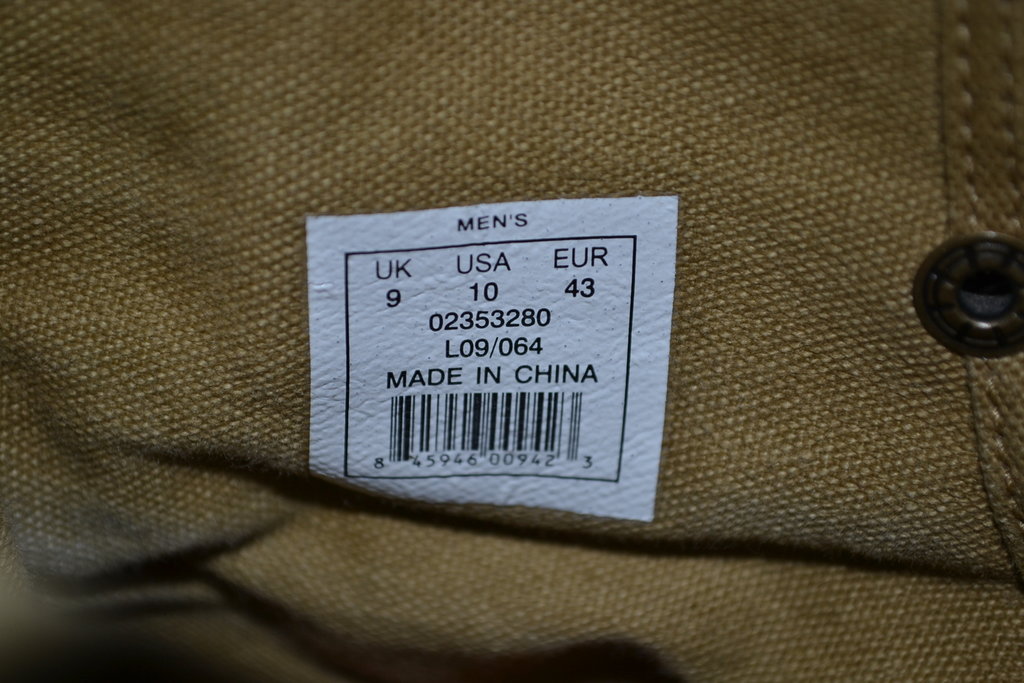 MEN'S
UK USA EUR
9 10 43
02353280
L09/064
MADE IN CHINA
8 45946 00942 3